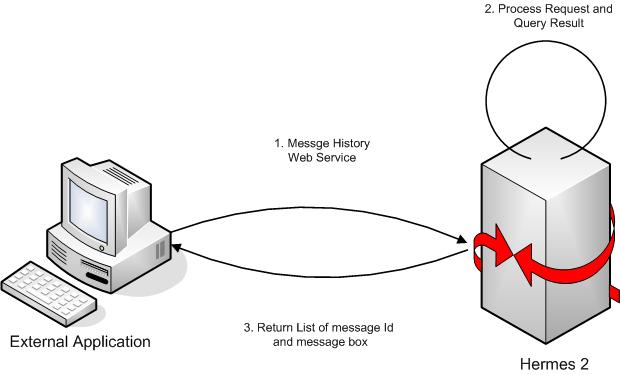 2. Process Request and
Query Result
1. Messge History
Web Service
3. Return List of message Id
and message box
External Application
Hermes 2